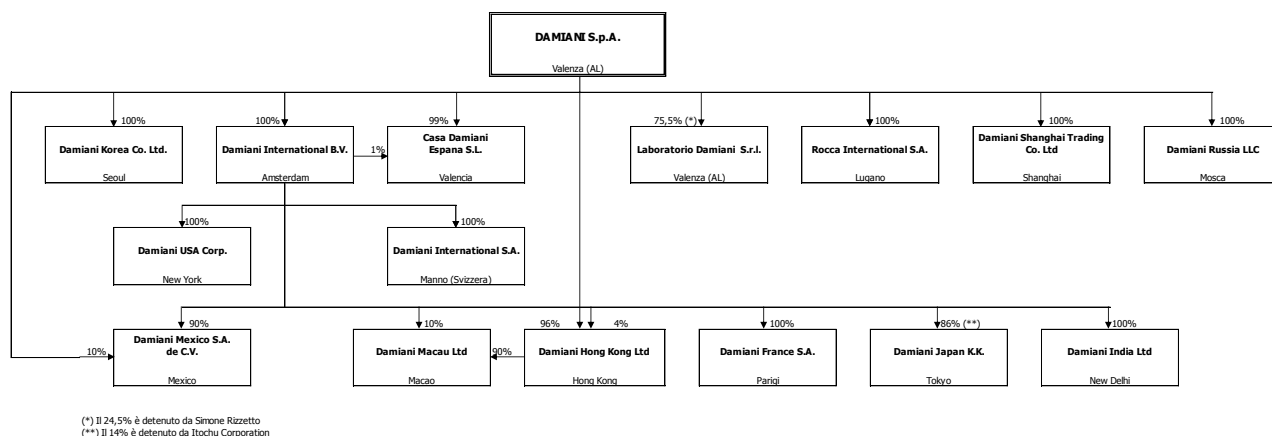 DAMIANI S.p.A.
Valenza (AL)
100%
100%
99%
75,5% (*)
100%
100%
100%
Damiani Korea Co. Ltd.
Seoul
Damiani International B.V.
Amsterdam
1%
Casa Damiani
Espana S.L.
Valencia
Laboratorio Damiani S.r.l.
Valenza (AL)
Rocca International S.A.
Lugano
Damiani Shanghai Trading
Co. Ltd
Shanghai
Damiani Russia LLC
Mosca
100%
100%
Damiani USA Corp.
New York
Damiani International S.A.
Manno (Svizzera)
90%
10%
96%
4%
100%
86% (**)
100%
10%
Damiani Mexico S.A.
de C.V.
Mexico
Damiani Macau Ltd
Macao
90%
Damiani Hong Kong Ltd
Hong Kong
Damiani France S.A.
Parigi
Damiani Japan K.K.
Tokyo
Damiani India Ltd
New Delhi
(*) Il 24,5% è detenuto da Simone Rizzetto
(**) Il 14% è detenuto da Itochu Corporation